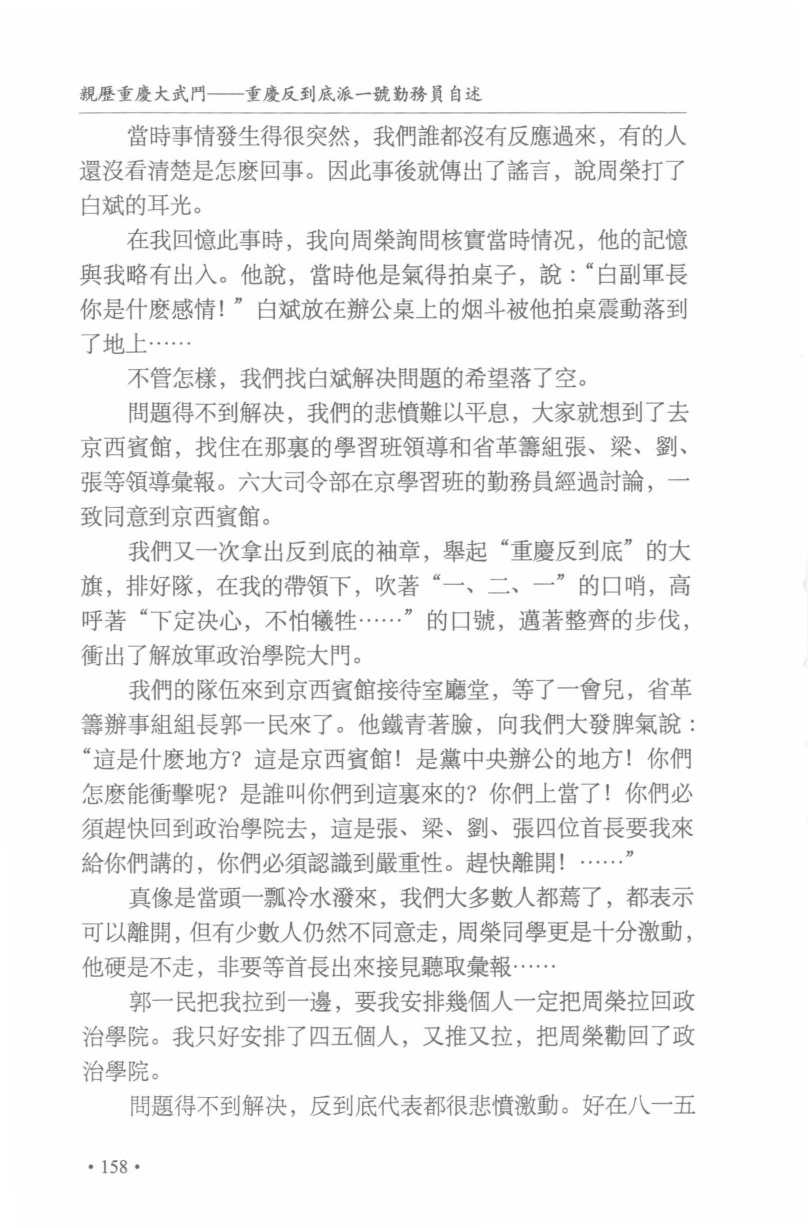 親歷重慶大武鬥——重慶反到底派一號勤務員自述
當時事情發生得很突然，我們誰都沒有反應過來，有的人
還沒看清楚是怎麽回事。因此事後就傳出了謠言，說周榮打了
白斌的耳光。
在我回憶此事時，我向周榮詢問核實當時情況，他的記憶
與我略有出入。他說，當時他是氣得拍桌子，說：“白副軍長
你是什麽感情！”白斌放在辦公桌上的烟斗被他拍桌震動落到
了地上……
不管怎樣，我們找白斌解决問題的希望落了空。
問題得不到解决，我們的悲憤難以平息，大家就想到了去
京西賓館，找住在那裏的學習班領導和省革籌組張、梁、劉、
張等領導彙報。六大司令部在京學習班的勤務員經過討論，一
致同意到京西賓館。
我們又一次拿出反到底的袖章，舉起“重慶反到底”的大
旗，排好隊，在我的帶領下，吹著“一、二、一”的口哨，高
呼著“下定决心，不怕犧牲……”的口號，邁著整齊的步伐，
衝出了解放軍政治學院大門。
我們的隊伍來到京西賓館接待室廳堂，等了一會兒，省革
籌辦事組組長郭一民來了。他鐵青著臉，向我們大發脾氣說：
“這是什麽地方？這是京西賓館！是黨中央辦公的地方！你們
怎麽能衝擊呢？是誰叫你們到這裏來的？你們上當了！你們必
須趕快回到政治學院去，這是張、梁、劉、張四位首長要我來
給你們講的，你們必須認識到嚴重性。趕快離開！……”
真像是當頭一瓢冷水潑來，我們大多數人都蔫了，都表示
可以離開，但有少數人仍然不同意走，周榮同學更是十分激動，
他硬是不走，非要等首長出來接見聽取彙報……
郭一民把我拉到一邊，要我安排幾個人一定把周榮拉回政
治學院。我只好安排了四五個人，又推又拉，把周榮勸回了政
治學院。
問題得不到解决，反到底代表都很悲憤激動。好在八一五
·158·